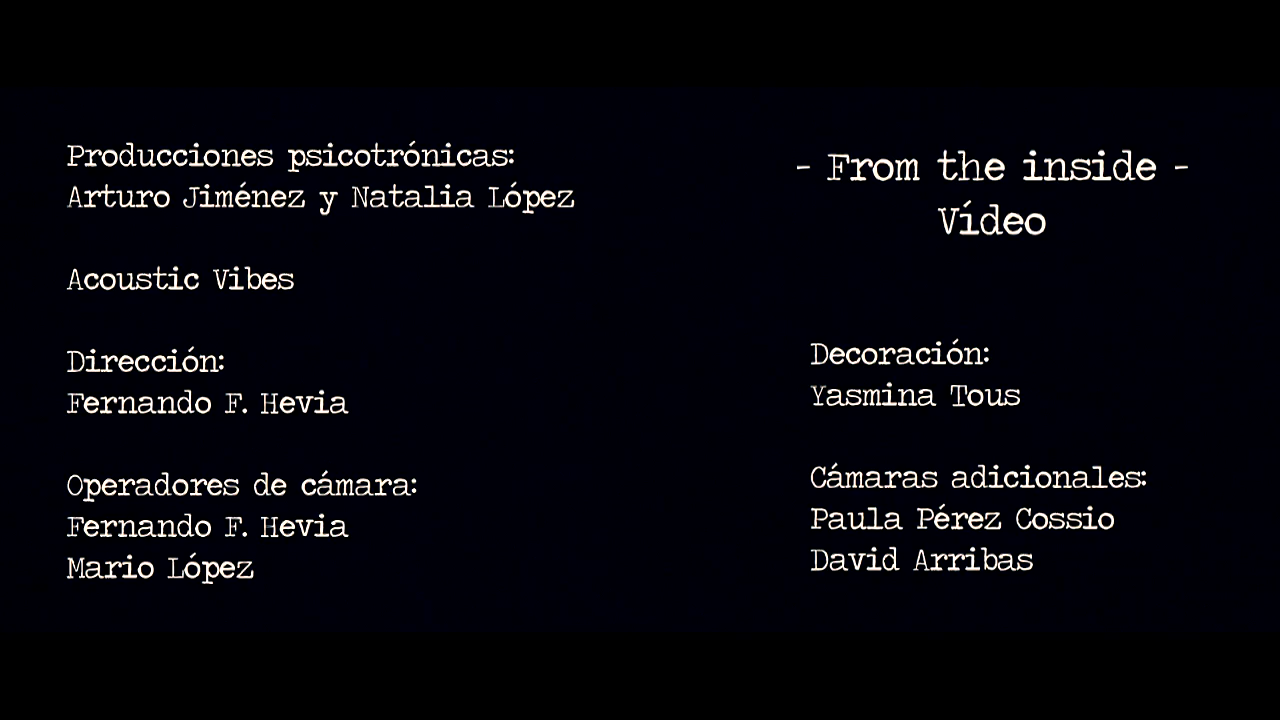 Producciones psicotrónicas:
Arturo Jiménez y Natalia López
Acoustic Vibes
Dirección:
Fernando F. Hevia
Operadores de cámara:
Fernando F. Hevia
Mario López
- From the inside -
Vídeo
Decoración:
Yasmina Tous
Cámaras adicionales:
Paula Pérez Cossio
David Arribas